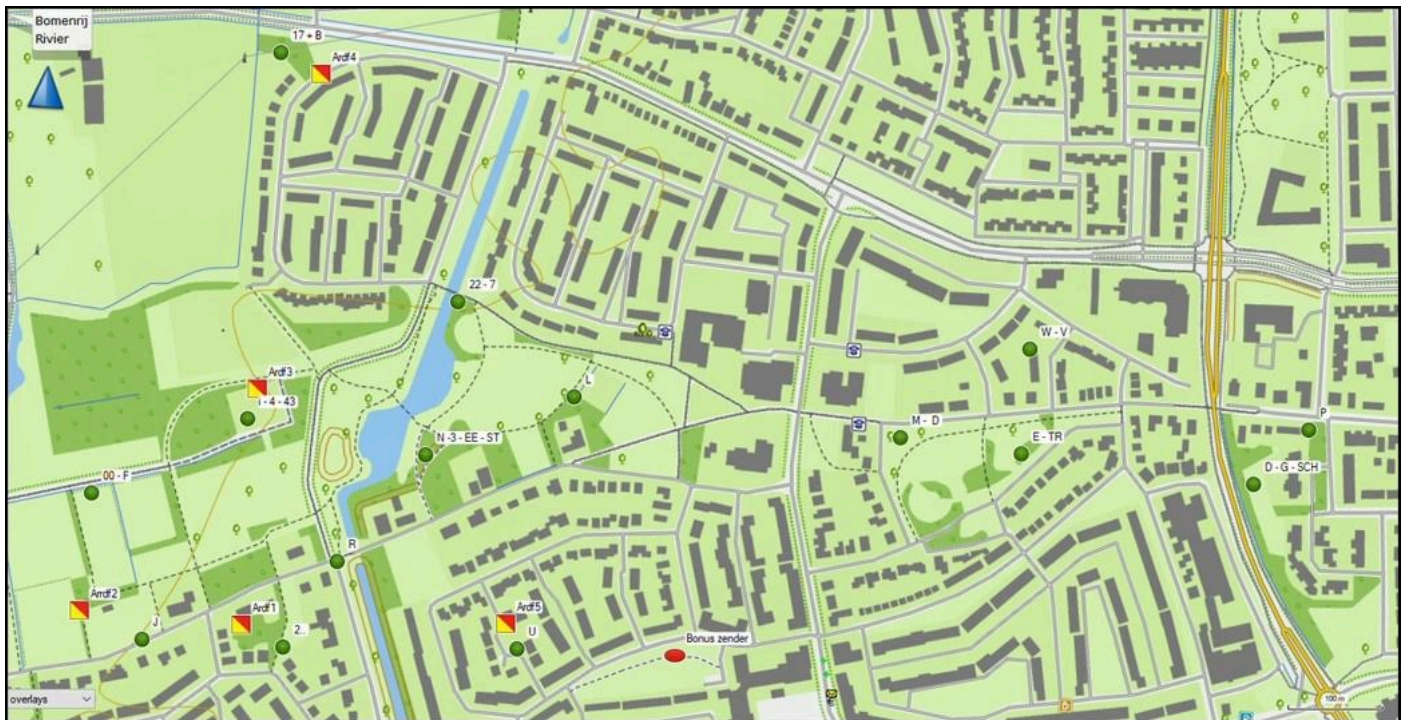 Bomenrij
Rivier
17 + B
Ardf4
22 - 7
W - V
Ardf3
- 4 - 43
L
M - D
P
N -3 - EE - ST
E - TR
D - G - SCH
00 - F
R
Arrdf2
Ardf1
Ardf5
J
2..
U
Bonus zender
overlays
100 m